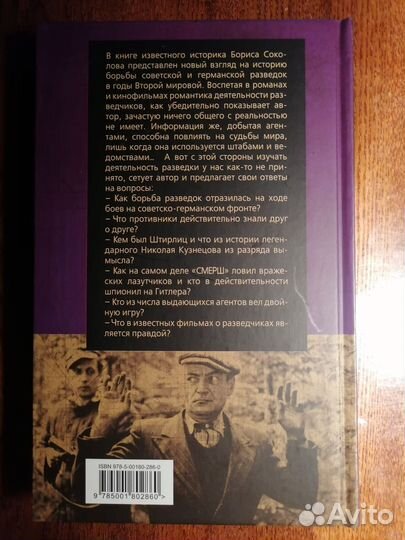 В книге известного историка Бориса Соко-
лова представлен новый взгляд на историю
борьбы советской и германской разведок
в годы Второй мировой. Воспетая в романах
и кинофильмах романтика деятельности раз-
ведчиков, как убедительно показывает ав-
тор, зачастую ничего общего с реальностью
не имеет. Информация же, добытая аген-
тами, способна повлиять на судьбы мира,
лишь когда она используется штабами и ве-
домствами... А вот с этой стороны изучать
деятельность разведки у нас как-то не при-
нято, сетует автор и предлагает свои ответы
на вопросы:
– Как борьба разведок отразилась на ходе
боев на советско-германском фронте?
– Что противники действительно знали друг
о друге?
– Кем был Штирлиц и что из истории леген-
дарного Николая Кузнецова из разряда вы-
мысла?
– Как на самом деле «СМЕРШ» ловил враже-
ских лазутчиков и кто в действительности
шпионил на Гитлера?
– Кто из числа выдающихся агентов вел двой-
ную игру?
– Что в известных фильмах о разведчиках яв-
ляется правдой?
ISBN 978-5-00180-286-0
9 785001 802860 >
Avito